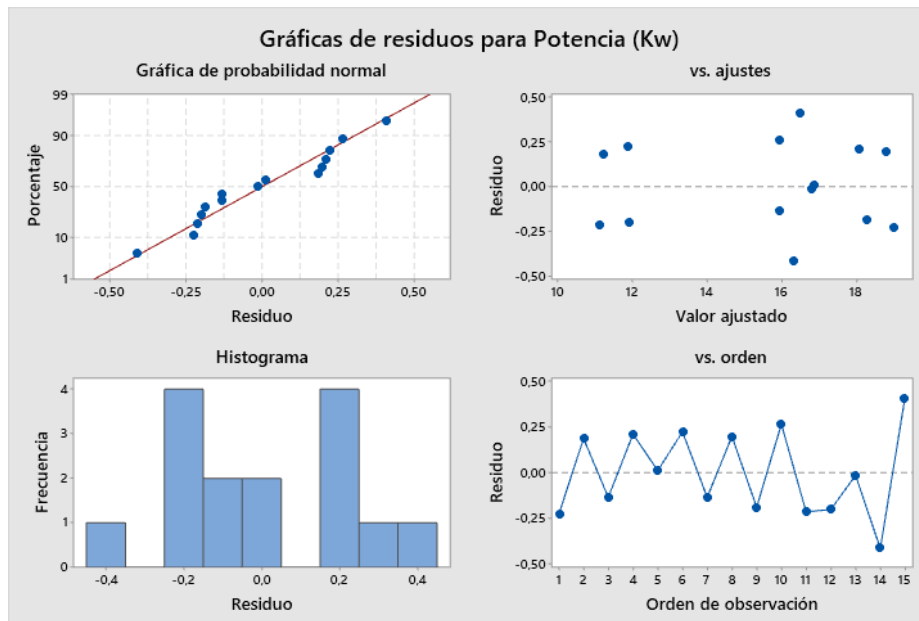 Gráficas de residuos para Potencia (Kw)
Gráfica de probabilidad normal
99
90
50
10
1
Porcentaje
-0,50 -0,25 0,00 0,25 0,50
Residuo
vs. ajustes
0,50
0,25
0,00
-0,25
-0,50
Residuo
10 12 14 16 18
Valor ajustado
Histograma
4
3
2
1
0
Frecuencia
-0,4 -0,2 0,0 0,2 0,4
Residuo
vs. orden
0,50
0,25
0,00
-0,25
-0,50
Residuo
1 2 3 4 5 6 7 8 9 10 11 12 13 14 15
Orden de observación